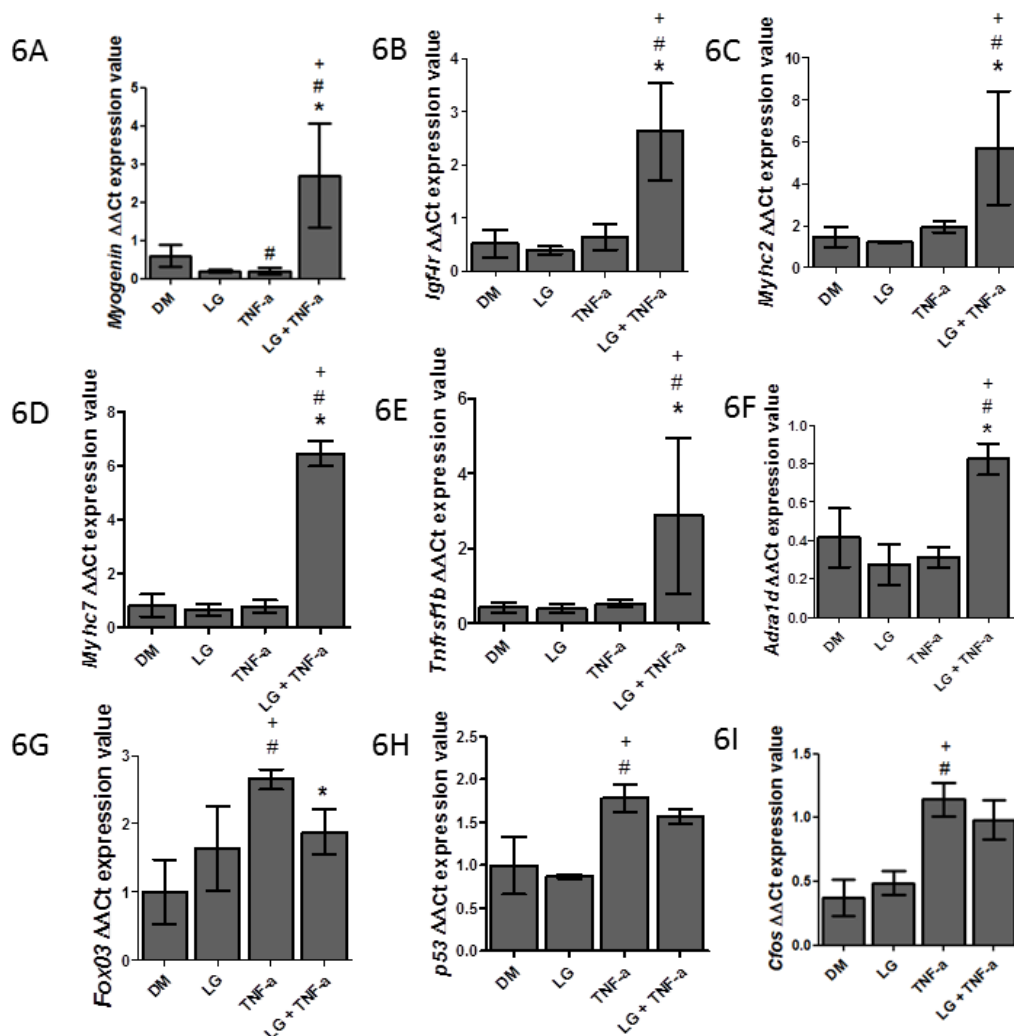 6A
Myogenin ΔΔCt expression value
5
4
3
2
1
0
#
+
#
*
DM
LG
TNF-a
LG + TNF-a
6B
Igf4r ΔΔCt expression value
4
3
2
1
0
+
#
*
DM
LG
TNF-a
LG + TNF-a
6C
Myhc2 ΔΔCt expression value
10
8
6
4
2
0
+
#
*
DM
LG
TNF-a
LG + TNF-a
6D
Myhc7 ΔΔCt expression value
8
6
4
2
0
+
#
*
DM
LG
TNF-a
LG + TNF-a
6E
Tnfrsf1b ΔΔCt expression value
6
4
2
0
+
#
*
DM
LG
TNF-a
LG + TNF-a
6F
Adra1d ΔΔCt expression value
1.0
0.8
0.6
0.4
0.2
0.0
+
#
*
DM
LG
TNF-a
LG + TNF-a
6G
Fox03 ΔΔCt expression value
3
2
1
0
+
#
*
DM
LG
TNF-a
LG + TNF-a
6H
p53 ΔΔCt expression value
2.5
2.0
1.5
1.0
0.5
0.0
+
#
DM
LG
TNF-a
LG + TNF-a
6I
Cfos ΔΔCt expression value
1.5
1.0
0.5
0.0
+
#
DM
LG
TNF-a
LG + TNF-a